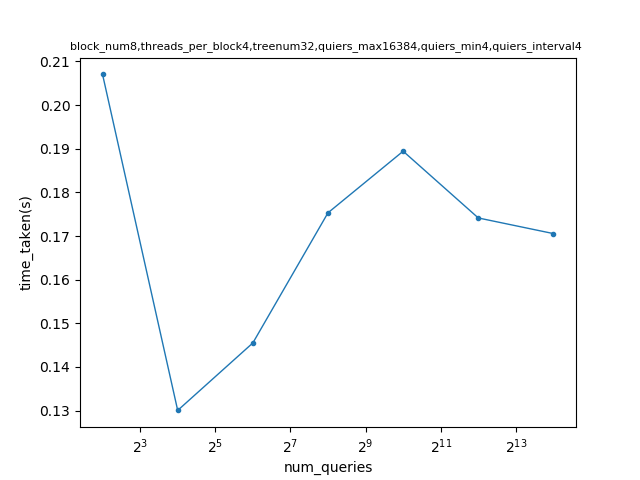 block_num8,threads_per_block4,treenum32,quiers_max16384,quiers_min4,quiers_interval4
0.21
0.20
0.19
0.18
0.17
0.16
0.15
0.14
0.13
time_taken(s)
2^3 2^5 2^7 2^9 2^11 2^13
num_queries